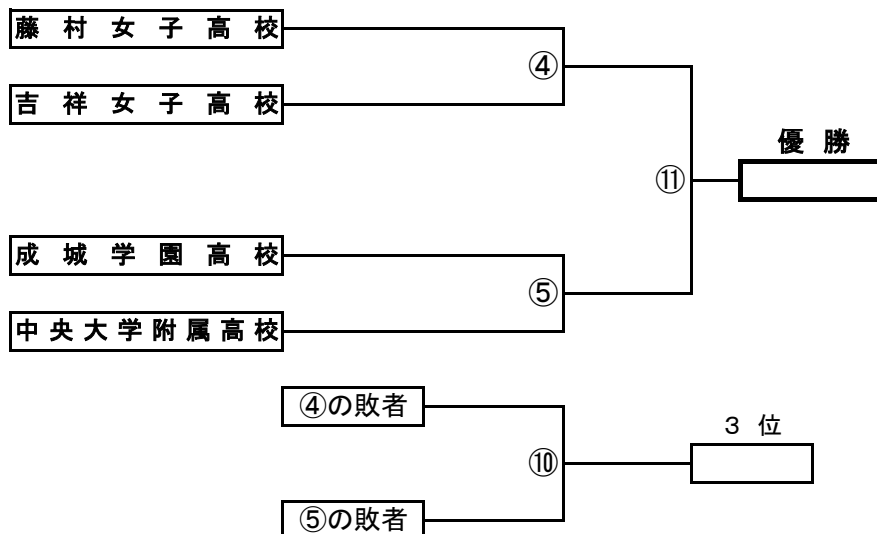 藤村女子高校
④
吉祥女子高校
優勝
⑪
成城学園高校
⑤
中央大学附属高校
④の敗者
3位
⑩
⑤の敗者